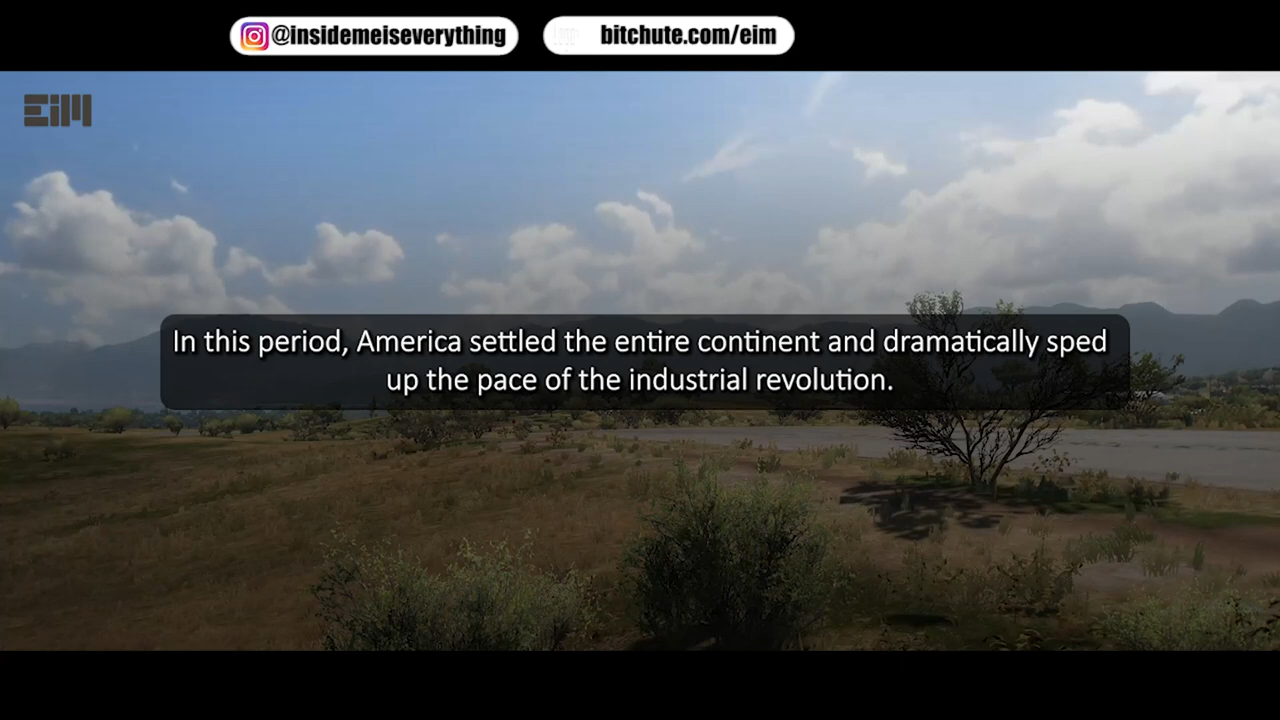 @insidemeiseverything
bitchute.com/eim
EiM
In this period, America settled the entire continent and dramatically sped
up the pace of the industrial revolution.